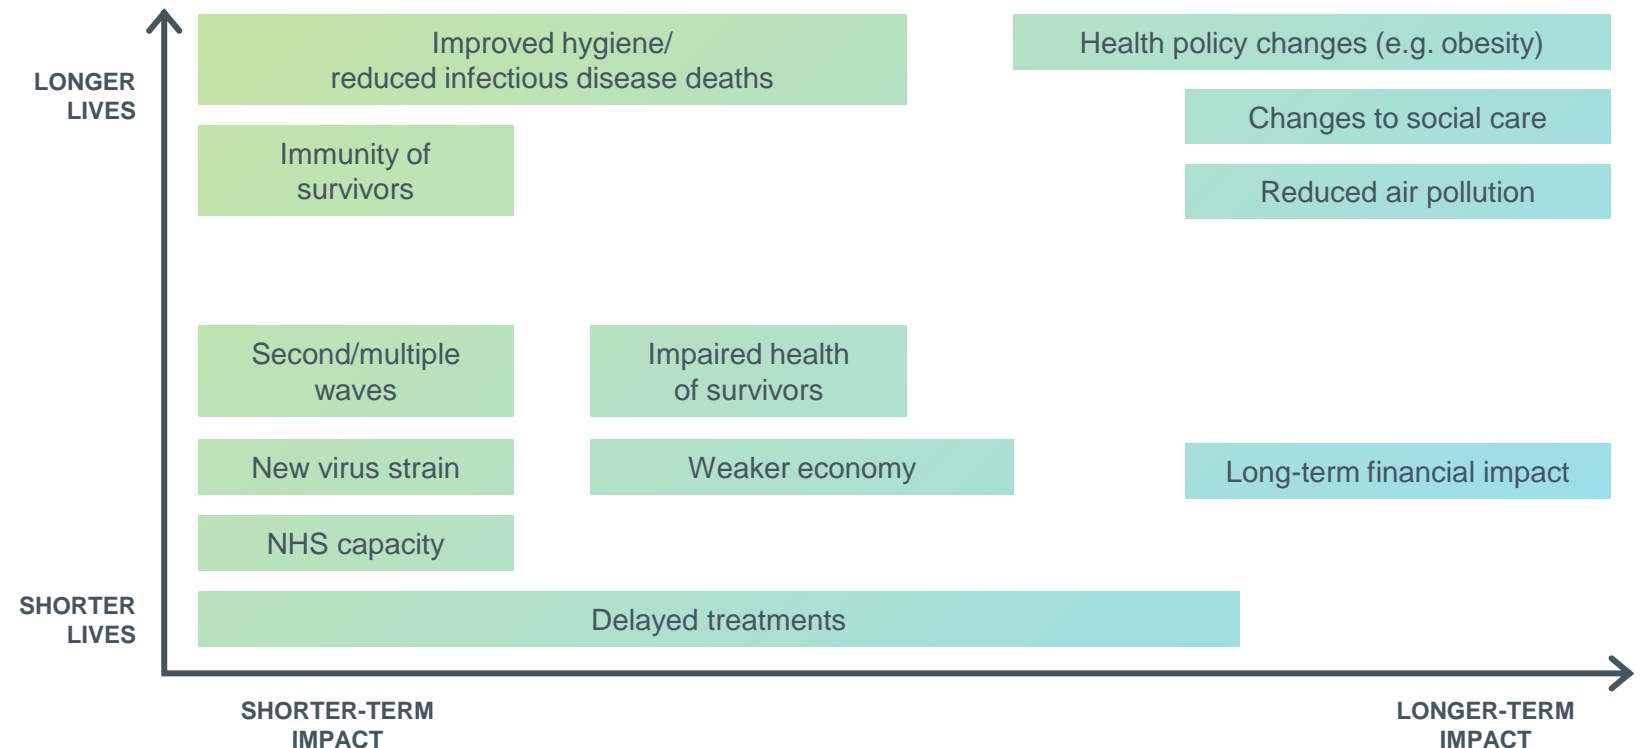 LONGER
LIVES
Improved hygiene/
reduced infectious disease deaths
Health policy changes (e.g. obesity)
Changes to social care
Immunity of
survivors
Reduced air pollution
Second/multiple
waves
Impaired health
of survivors
New virus strain
Weaker economy
Long-term financial impact
NHS capacity
SHORTER
LIVES
Delayed treatments
SHORTER-TERM
IMPACT
LONGER-TERM
IMPACT